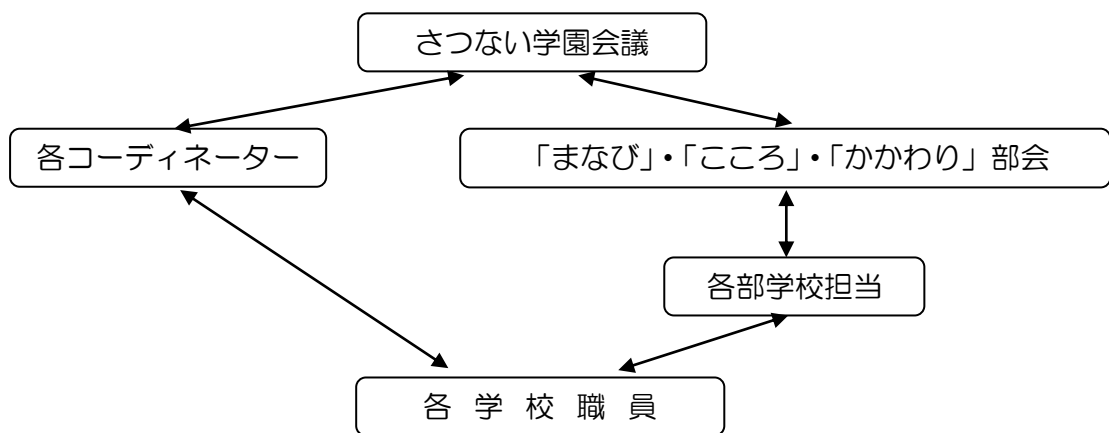 さつない学園会議
各コーディネーター
「まなび」・「こころ」・「かかわり」部会
各部学校担当
各学校職員